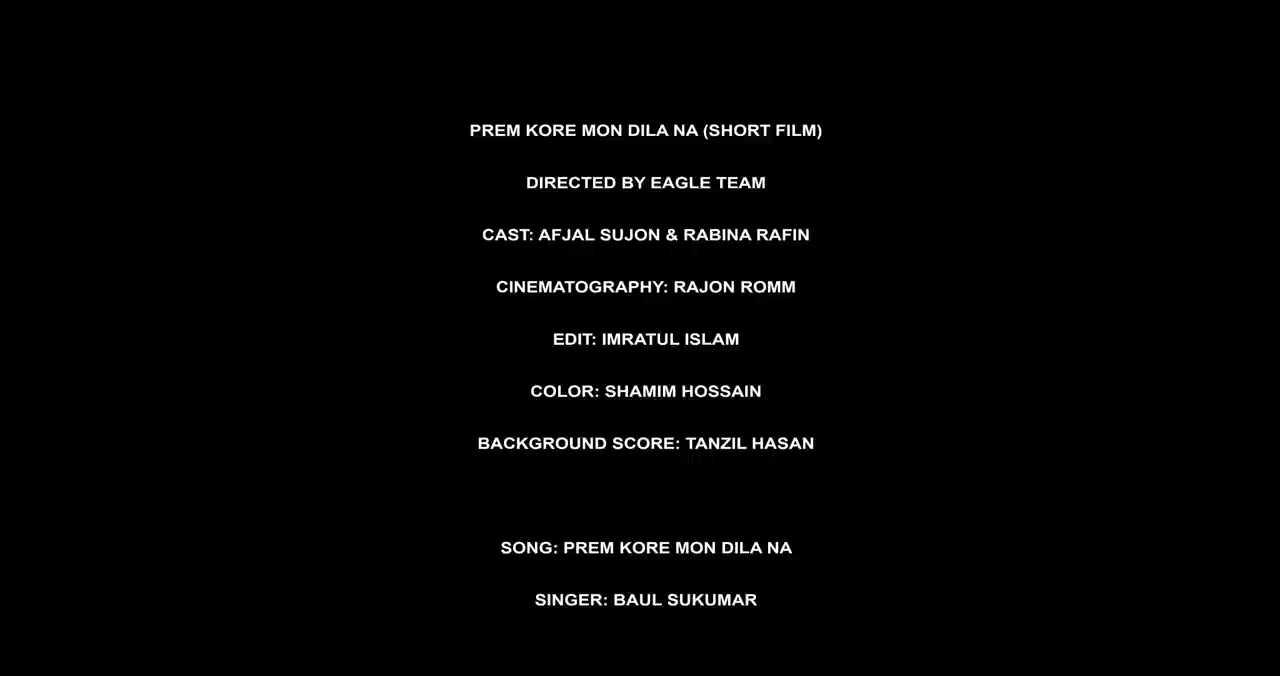 PREM KORE MON DILA NA (SHORT FILM)
DIRECTED BY EAGLE TEAM
CAST: AFJAL SUJON & RABINA RAFIN
CINEMATOGRAPHY: RAJON ROMM
EDIT: IMRATUL ISLAM
COLOR: SHAMIM HOSSAIN
BACKGROUND SCORE: TANZIL HASAN
SONG: PREM KORE MON DILA NA
SINGER: BAUL SUKUMAR